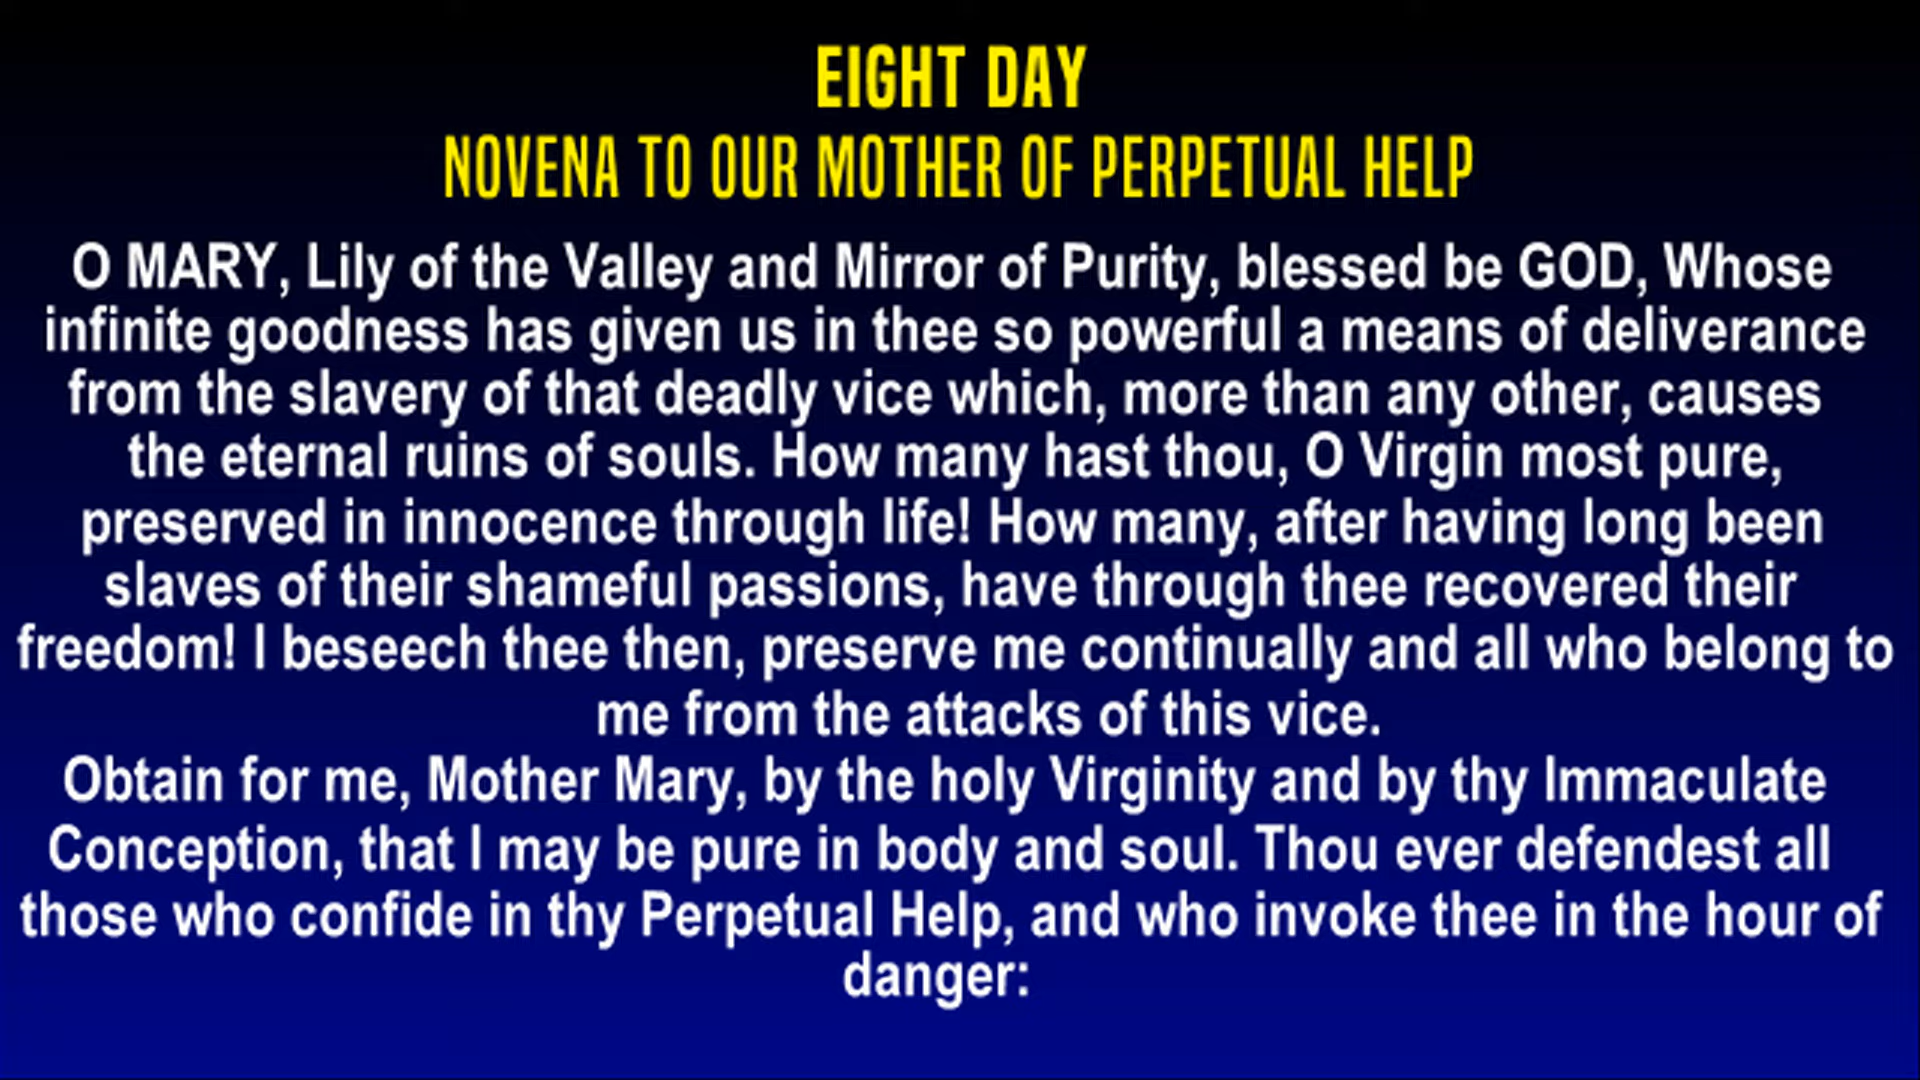 EIGHT DAY
NOVENA TO OUR MOTHER OF PERPETUAL HELP
O MARY, Lily of the Valley and Mirror of Purity, blessed be GOD, Whose
infinite goodness has given us in thee so powerful a means of deliverance
from the slavery of that deadly vice which, more than any other, causes
the eternal ruins of souls. How many hast thou, O Virgin most pure,
preserved in innocence through life! How many, after having long been
slaves of their shameful passions, have through thee recovered their
freedom! I beseech thee then, preserve me continually and all who belong to
me from the attacks of this vice.
Obtain for me, Mother Mary, by the holy Virginity and by thy Immaculate
Conception, that I may be pure in body and soul. Thou ever defendest all
those who confide in thy Perpetual Help, and who invoke thee in the hour of
danger: